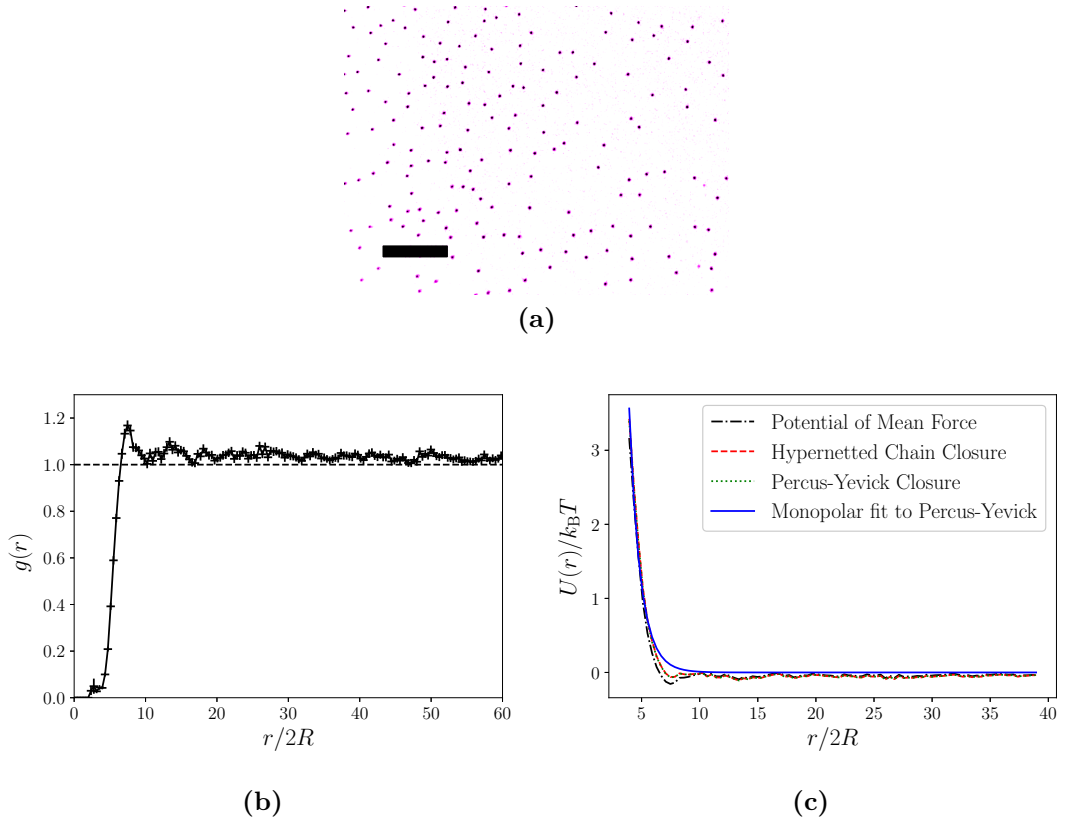 (a)
1.2
1.0
0.8
0.6
0.4
0.2
0.0
g(r)
0 10 20 30 40 50 60
r/2R
(b)
3
2
1
0
U(r)/k_BT
Potential of Mean Force
Hypernetted Chain Closure
Percus-Yevick Closure
Monopolar fit to Percus-Yevick
5 10 15 20 25 30 35 40
r/2R
(c)